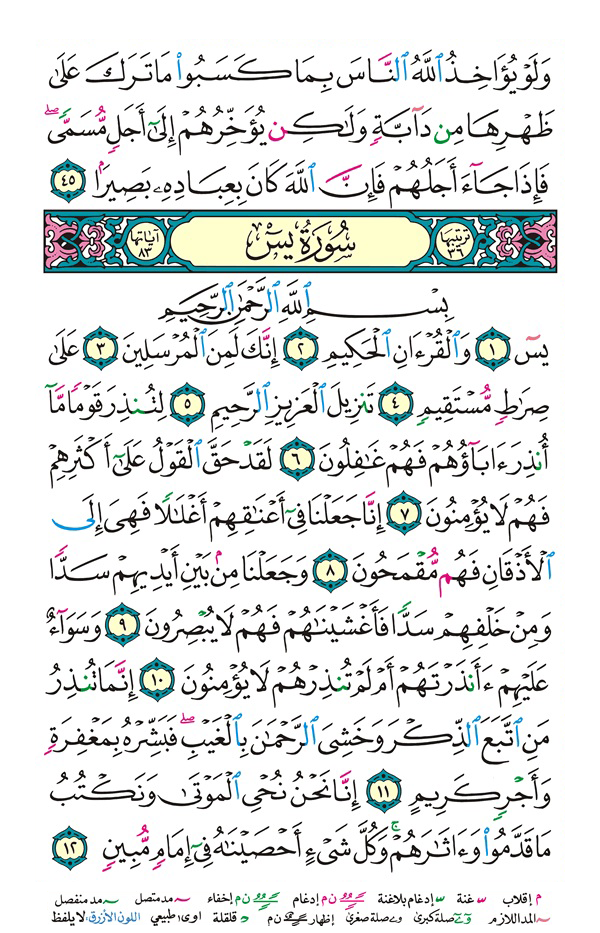 وَلَوْ يُؤَاخِذُ ٱللَّهُ ٱلنَّاسَ بِمَا كَسَبُوا۟ مَا تَرَكَ عَلَىٰ
ظَهْرِهَا مِن دَآبَّةٍۢ وَلَـٰكِن يُؤَخِّرُهُمْ إِلَىٰٓ أَجَلٍۢ مُّسَمًّۭى ۖ
فَإِذَا جَآءَ أَجَلُهُمْ فَإِنَّ ٱللَّهَ كَانَ بِعِبَادِهِۦ بَصِيرًۢا ٤٥
ترتيبها ٣٦ سُورَةُ يسٓ آياتها ٨٣
بِسْمِ ٱللَّهِ ٱلرَّحْمَـٰنِ ٱلرَّحِيمِ
يسٓ ١ وَٱلْقُرْءَانِ ٱلْحَكِيمِ ٢ إِنَّكَ لَمِنَ ٱلْمُرْسَلِينَ ٣ عَلَىٰ
صِرَٰطٍۢ مُّسْتَقِيمٍۢ ٤ تَنزِيلَ ٱلْعَزِيزِ ٱلرَّحِيمِ ٥ لِتُنذِرَ قَوْمًۭا مَّآ
أُنذِرَ ءَابَآؤُهُمْ فَهُمْ غَـٰفِلُونَ ٦ لَقَدْ حَقَّ ٱلْقَوْلُ عَلَىٰٓ أَكْثَرِهِمْ
فَهُمْ لَا يُؤْمِنُونَ ٧ إِنَّا جَعَلْنَا فِىٓ أَعْنَـٰقِهِمْ أَغْلَـٰلًۭا فَهِىَ إِلَى
ٱلْأَذْقَانِ فَهُم مُّقْمَحُونَ ٨ وَجَعَلْنَا مِنۢ بَيْنِ أَيْدِيهِمْ سَدًّۭا
وَمِنْ خَلْفِهِمْ سَدًّۭا فَأَغْشَيْنَـٰهُمْ فَهُمْ لَا يُبْصِرُونَ ٩ وَسَوَآءٌ
عَلَيْهِمْ ءَأَنذَرْتَهُمْ أَمْ لَمْ تُنذِرْهُمْ لَا يُؤْمِنُونَ ١٠ إِنَّمَا تُنذِرُ
مَنِ ٱتَّبَعَ ٱلذِّكْرَ وَخَشِىَ ٱلرَّحْمَـٰنَ بِٱلْغَيْبِ ۖ فَبَشِّرْهُ بِمَغْفِرَةٍۢ
وَأَجْرٍۢ كَرِيمٍ ١١ إِنَّا نَحْنُ نُحْىِ ٱلْمَوْتَىٰ وَنَكْتُبُ
مَا قَدَّمُوا۟ وَءَاثَـٰرَهُمْ ۚ وَكُلَّ شَىْءٍ أَحْصَيْنَـٰهُ فِىٓ إِمَامٍۢ مُّبِينٍۢ ١٢
م إقلاب س غنة س إدغام بلاغنة ن م إدغام ن م إخفاء مد متصل مد منفصل
المد اللازم صلة كبرى صلة صغرى إظهار ن م قلقلة اوى: طبيعي اللون الأزرق: لا يلفظ